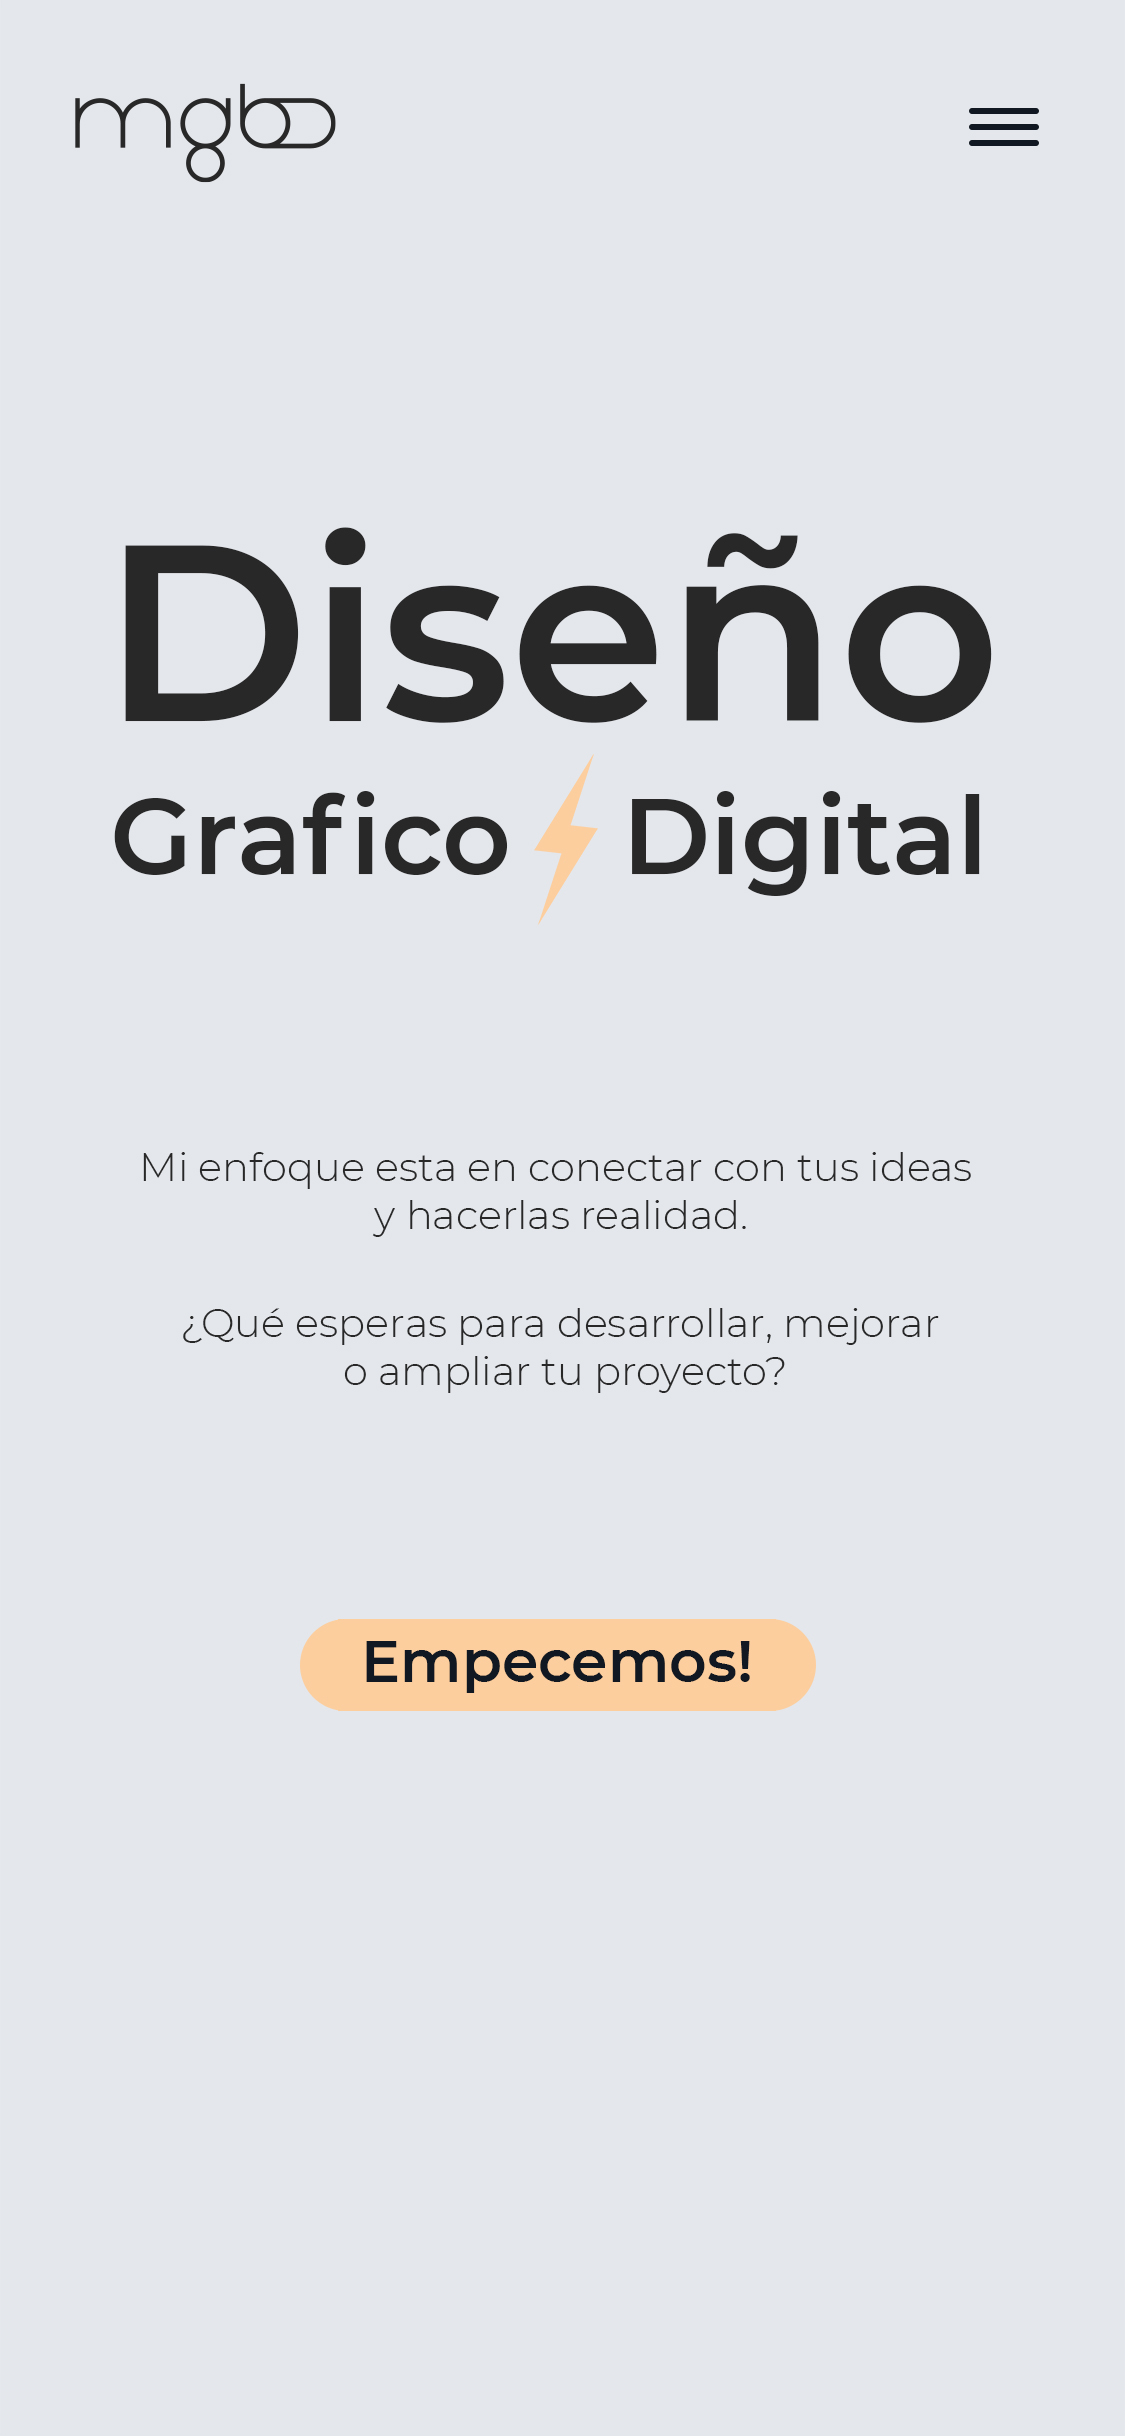 mgb
Diseño
Grafico Digital
Mi enfoque esta en conectar con tus ideas
y hacerlas realidad.
¿Qué esperas para desarrollar, mejorar
o ampliar tu proyecto?
Empecemos!